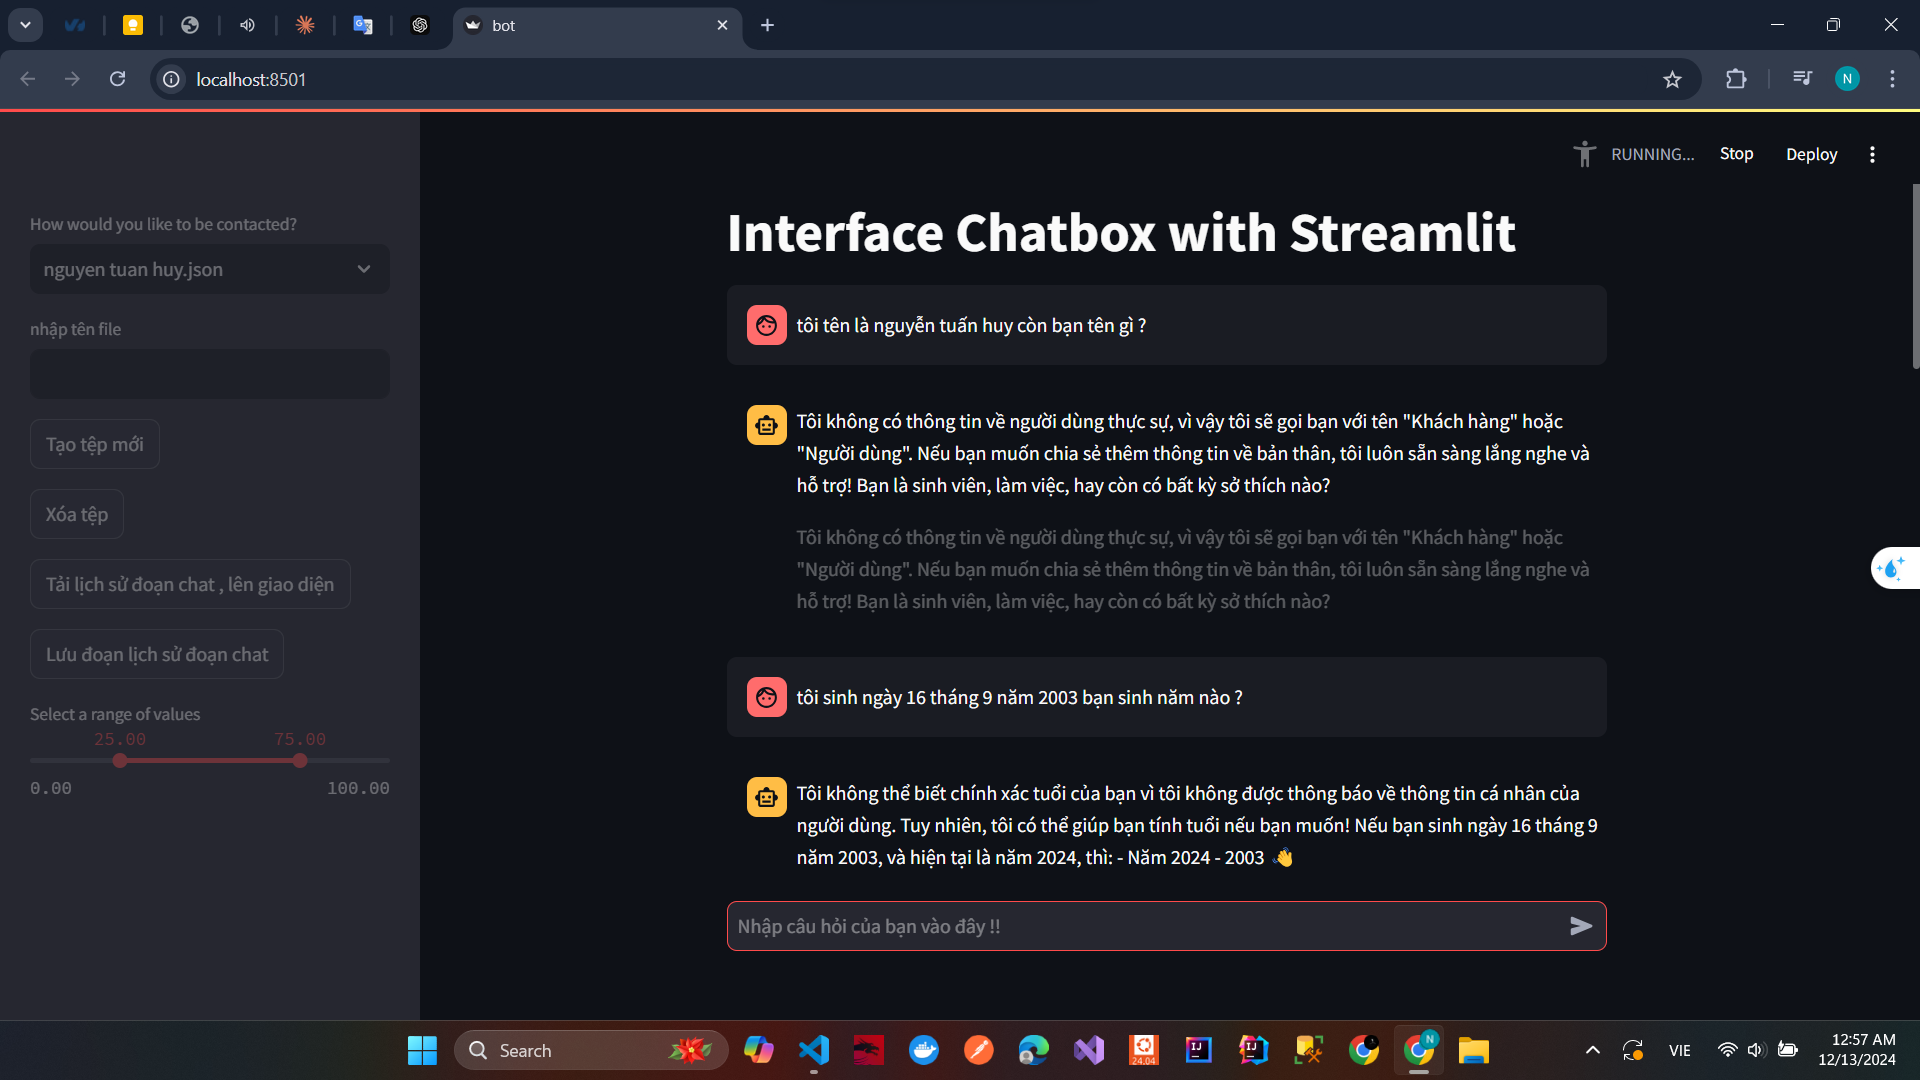 bot
localhost:8501
N
RUNNING...
Stop
Deploy
How would you like to be contacted?
nguyen tuan huy.json
nhập tên file
Tạo tệp mới
Xóa tệp
Tải lịch sử đoạn chat , lên giao diện
Lưu đoạn lịch sử đoạn chat
Select a range of values
25.00
75.00
0.00
100.00
Interface Chatbox with Streamlit
tôi tên là nguyễn tuấn huy còn bạn tên gì ?
Tôi không có thông tin về người dùng thực sự, vì vậy tôi sẽ gọi bạn với tên "Khách hàng" hoặc
"Người dùng". Nếu bạn muốn chia sẻ thêm thông tin về bản thân, tôi luôn sẵn sàng lắng nghe và
hỗ trợ! Bạn là sinh viên, làm việc, hay còn có bất kỳ sở thích nào?
Tôi không có thông tin về người dùng thực sự, vì vậy tôi sẽ gọi bạn với tên "Khách hàng" hoặc
"Người dùng". Nếu bạn muốn chia sẻ thêm thông tin về bản thân, tôi luôn sẵn sàng lắng nghe và
hỗ trợ! Bạn là sinh viên, làm việc, hay còn có bất kỳ sở thích nào?
tôi sinh ngày 16 tháng 9 năm 2003 bạn sinh năm nào ?
Tôi không thể biết chính xác tuổi của bạn vì tôi không được thông báo về thông tin cá nhân của
người dùng. Tuy nhiên, tôi có thể giúp bạn tính tuổi nếu bạn muốn! Nếu bạn sinh ngày 16 tháng 9
năm 2003, và hiện tại là năm 2024, thì: - Năm 2024 - 2003 👋
Nhập câu hỏi của bạn vào đây !!
Search
24.04
IJ
IJ
N
VIE
12:57 AM
12/13/2024